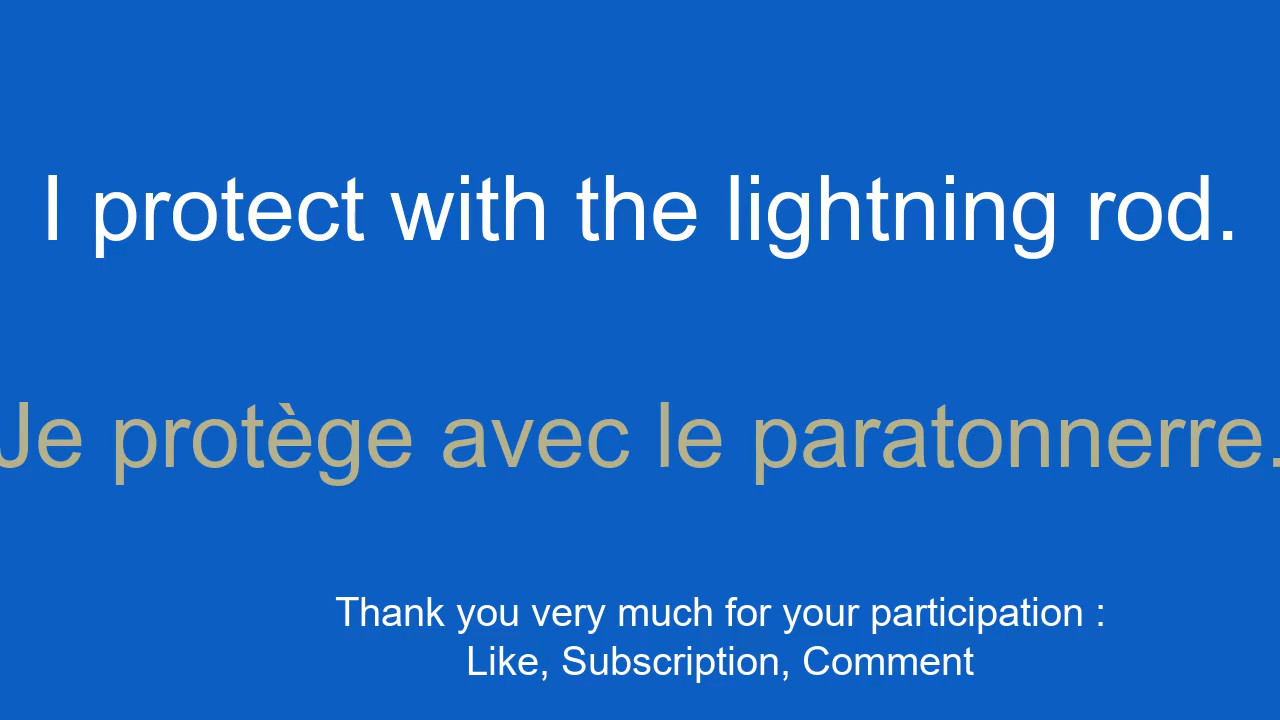 I protect with the lightning rod.
Je protège avec le paratonnerre.
Thank you very much for your participation :
Like, Subscription, Comment